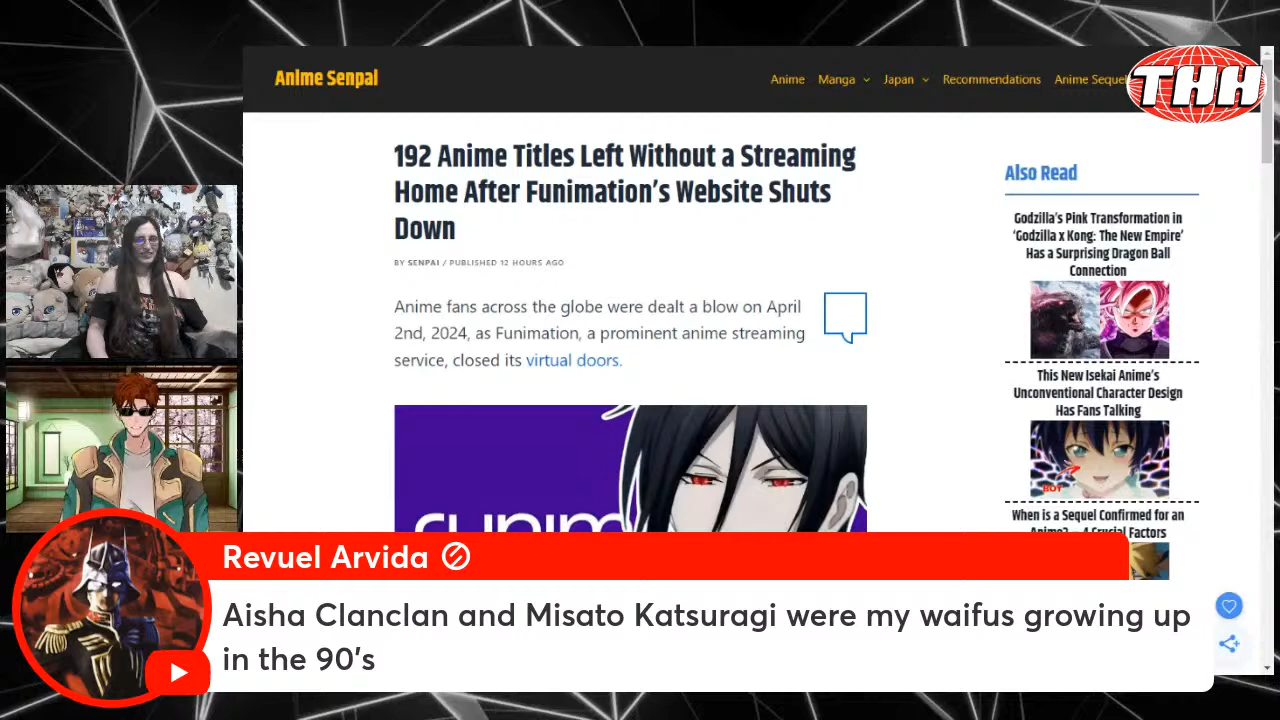 Anime Senpal
Anime
Manga
Japan
Recommendations
Anime Sequel
THH
192 Anime Titles Left Without a Streaming
Home After Funimation’s Website Shuts
Down
BY SENPAI / PUBLISHED 12 HOURS AGO
Anime fans across the globe were dealt a blow on April
2nd, 2024, as Funimation, a prominent anime streaming
service, closed its virtual doors.
Also Read
Godzilla’s Pink Transformation in
‘Godzilla x Kong: The New Empire’
Has a Surprising Dragon Ball
Connection
This New Isekai Anime’s
Unconventional Character Design
Has Fans Talking
BOT
When is a Sequel Confirmed for an
Anime? – 4 Crucial Factors
Revuel Arvida
Aisha Clanclan and Misato Katsuragi were my waifus growing up
in the 90's